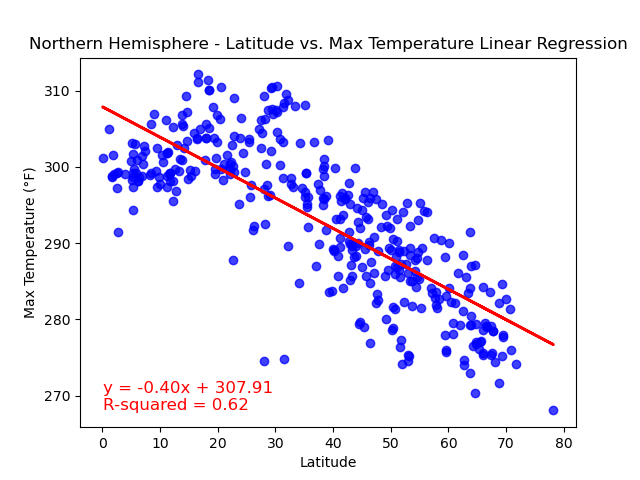 Northern Hemisphere - Latitude vs. Max Temperature Linear Regression
310
300
290
280
270
Max Temperature (°F)
y = -0.40x + 307.91
R-squared = 0.62
0 10 20 30 40 50 60 70 80
Latitude